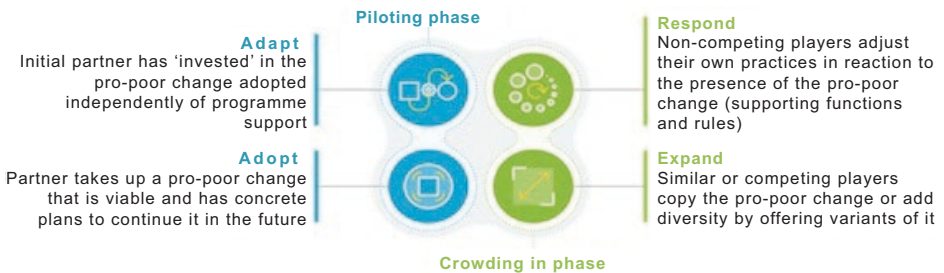 Piloting phase
Adapt
Initial partner has ‘invested’ in the
pro-poor change adopted
independently of programme
support
Respond
Non-competing players adjust
their own practices in reaction to
the presence of the pro-poor
change (supporting functions
and rules)
Adopt
Partner takes up a pro-poor change
that is viable and has concrete
plans to continue it in the future
Expand
Similar or competing players
copy the pro-poor change or add
diversity by offering variants of it
Crowding in phase